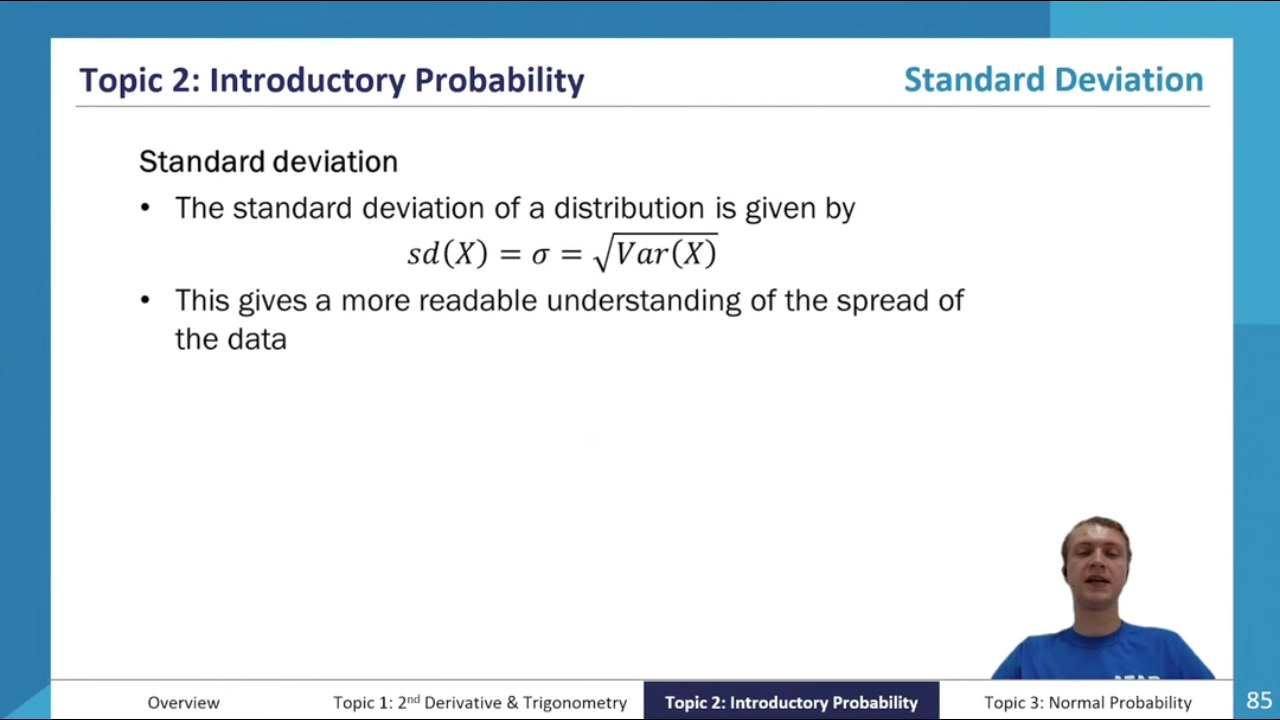 Topic 2: Introductory Probability
Standard Deviation
Standard deviation
• The standard deviation of a distribution is given by
sd(X) = σ = √Var(X)
• This gives a more readable understanding of the spread of
the data
Overview
Topic 1: 2nd Derivative & Trigonometry
Topic 2: Introductory Probability
Topic 3: Normal Probability
85